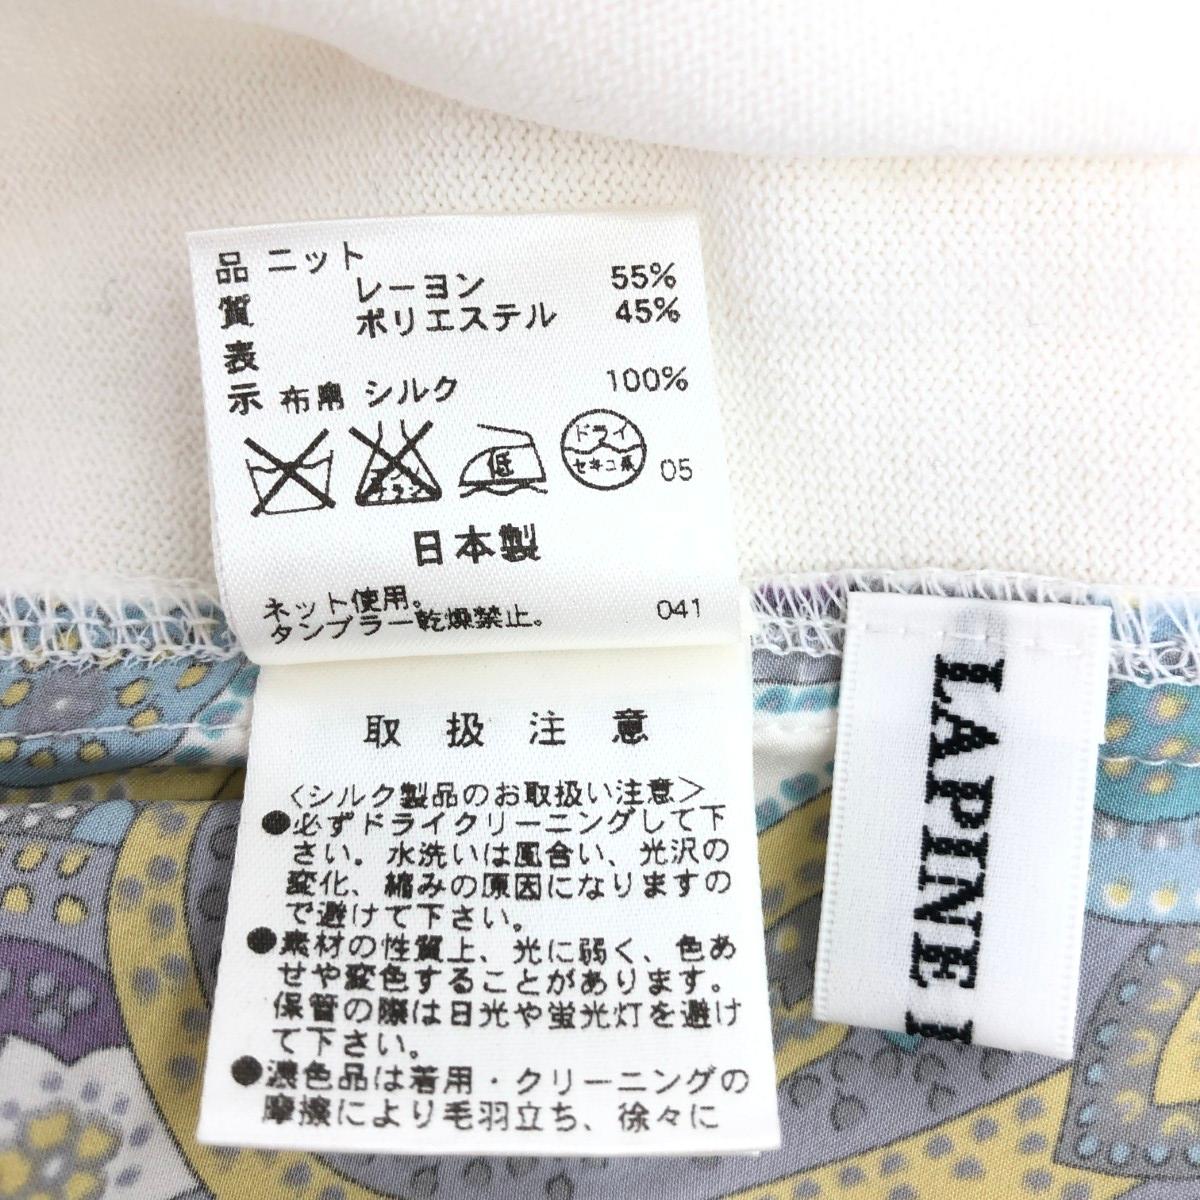 品質表示
ニット
レーヨン 55%
ポリエステル 45%
布帛 シルク 100%
低
ドライ
セキユ系
05
日本製
ネット使用。
タンブラー乾燥禁止。
041
取扱注意
<シルク製品のお取扱い注意>
●必ずドライクリーニングして下
さい。水洗いは風合い、光沢の
変化、縮みの原因になりますの
で避けて下さい。
●素材の性質上、光に弱く、色あ
せや変色することがあります。
保管の際は日光や蛍光灯を避け
て下さい。
●濃色品は着用・クリーニングの
摩擦により毛羽立ち、徐々に
LAPINE